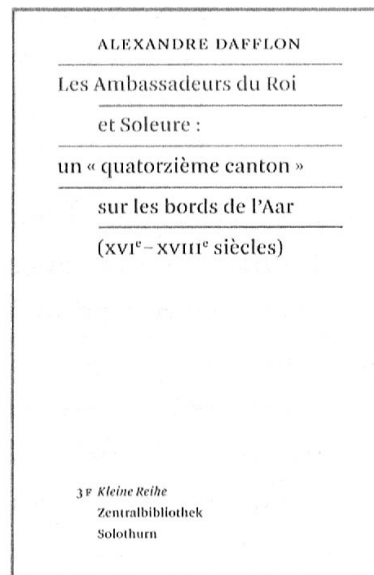 ALEXANDRE DAFFLON
Les Ambassadeurs du Roi
et Soleure :
un « quatorzième canton »
sur les bords de l’Aar
(XVIᵉ – XVIIIᵉ siècles)
3 F Kleine Reihe
Zentralbibliothek
Solothurn